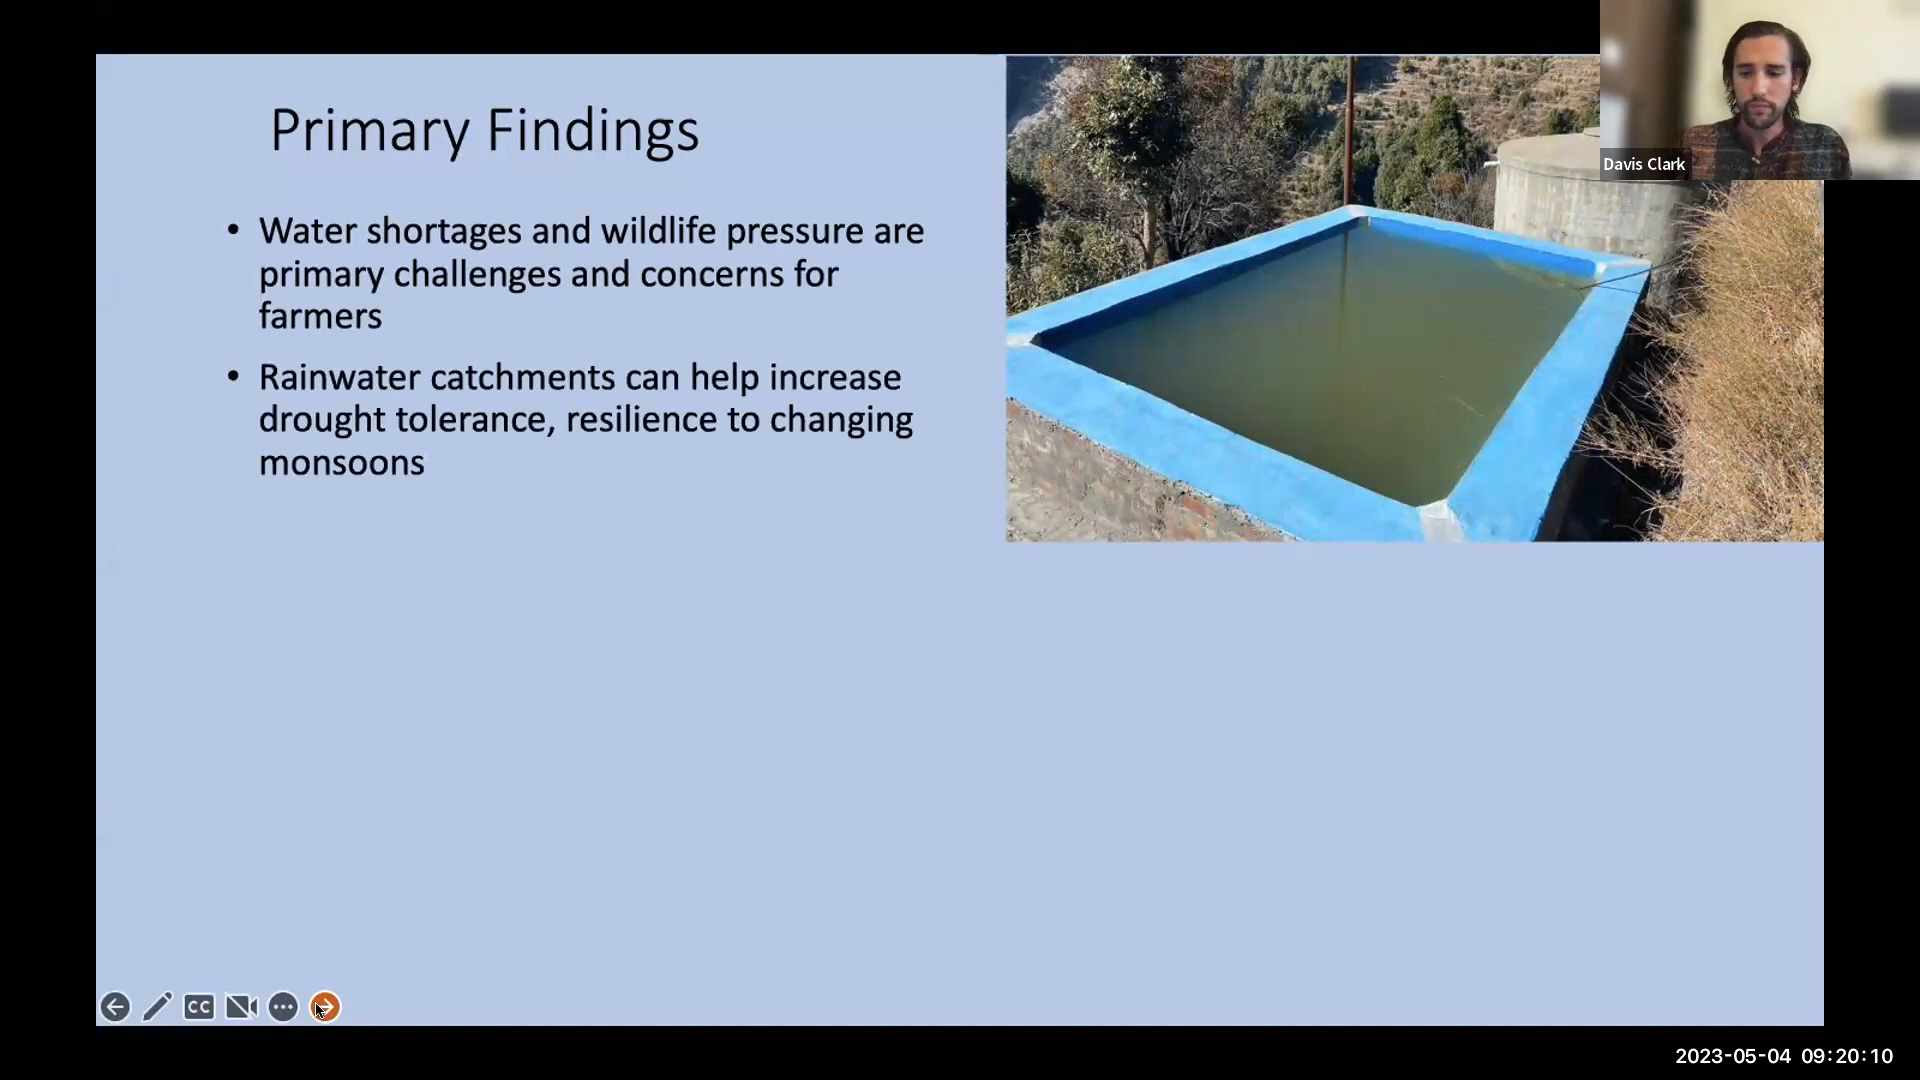 Primary Findings
• Water shortages and wildlife pressure are
primary challenges and concerns for
farmers
• Rainwater catchments can help increase
drought tolerance, resilience to changing
monsoons
Davis Clark
CC
2023-05-04 09:20:10